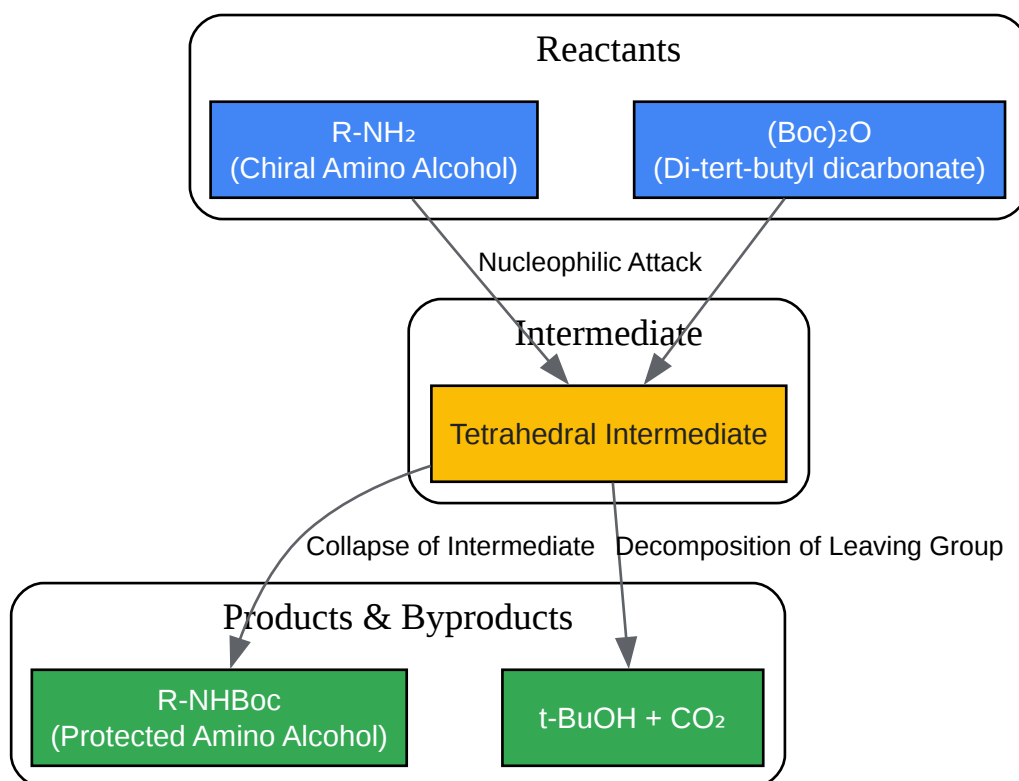 Reactants
R-NH₂
(Chiral Amino Alcohol)
(Boc)₂O
(Di-tert-butyl dicarbonate)
Nucleophilic Attack
Intermediate
Tetrahedral Intermediate
Collapse of Intermediate
Decomposition of Leaving Group
Products & Byproducts
R-NHBoc
(Protected Amino Alcohol)
t-BuOH + CO₂